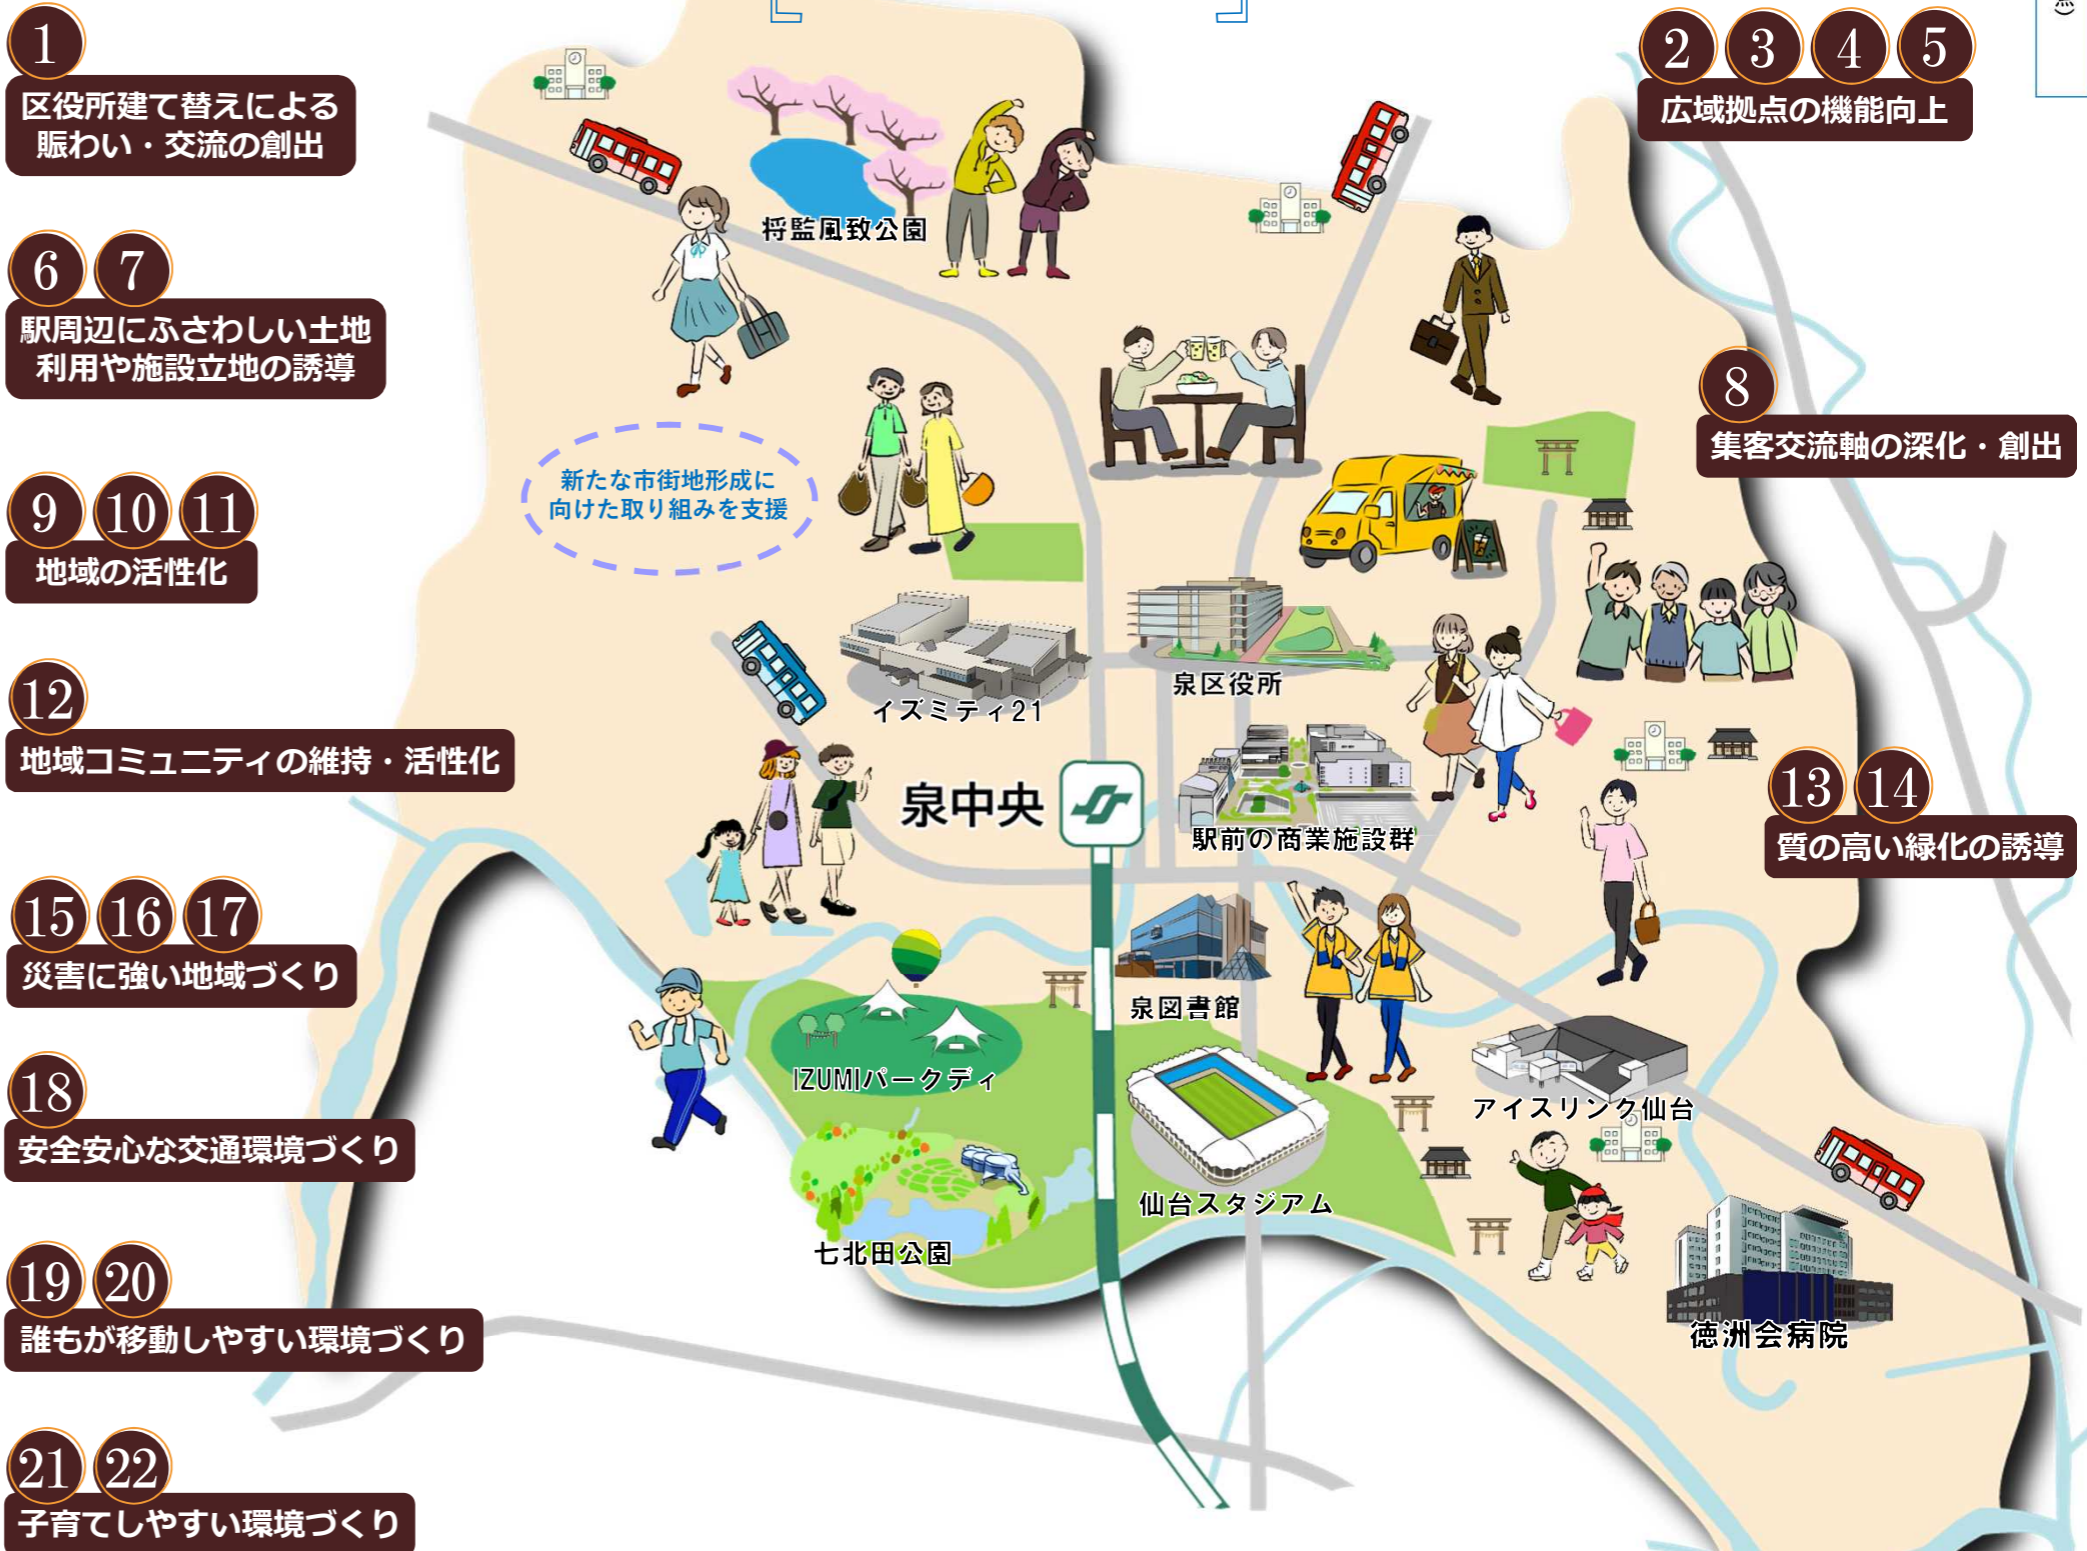 1
区役所建て替えによる
賑わい・交流の創出
2 3 4 5
広域拠点の機能向上
6 7
駅周辺にふさわしい土地
利用や施設立地の誘導
8
集客交流軸の深化・創出
9 10 11
地域の活性化
12
地域コミュニティの維持・活性化
13 14
質の高い緑化の誘導
15 16 17
災害に強い地域づくり
18
安全安心な交通環境づくり
19 20
誰もが移動しやすい環境づくり
21 22
子育てしやすい環境づくり
将監風致公園
新たな市街地形成に
向けた取り組みを支援
イズミティ21
泉区役所
泉中央
駅前の商業施設群
泉図書館
IZUMIパークディ
アイスリンク仙台
仙台スタジアム
七北田公園
徳洲会病院